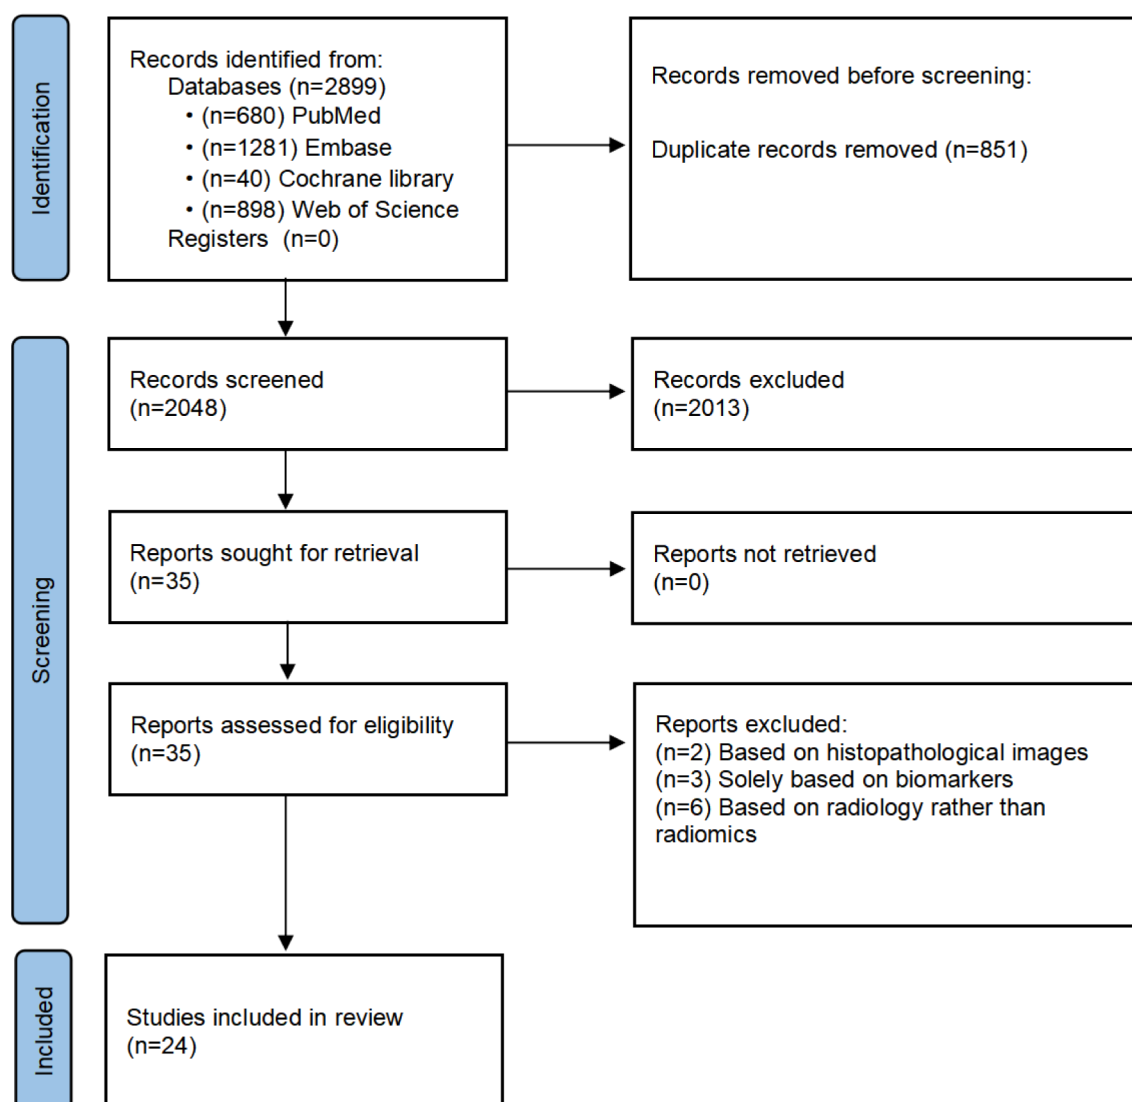 Identification
Records identified from:
Databases (n=2899)
• (n=680) PubMed
• (n=1281) Embase
• (n=40) Cochrane library
• (n=898) Web of Science
Registers  (n=0)
Records removed before screening:
Duplicate records removed (n=851)
Screening
Records screened
(n=2048)
Records excluded
(n=2013)
Reports sought for retrieval
(n=35)
Reports not retrieved
(n=0)
Reports assessed for eligibility
(n=35)
Reports excluded:
(n=2) Based on histopathological images
(n=3) Solely based on biomarkers
(n=6) Based on radiology rather than
radiomics
Included
Studies included in review
(n=24)